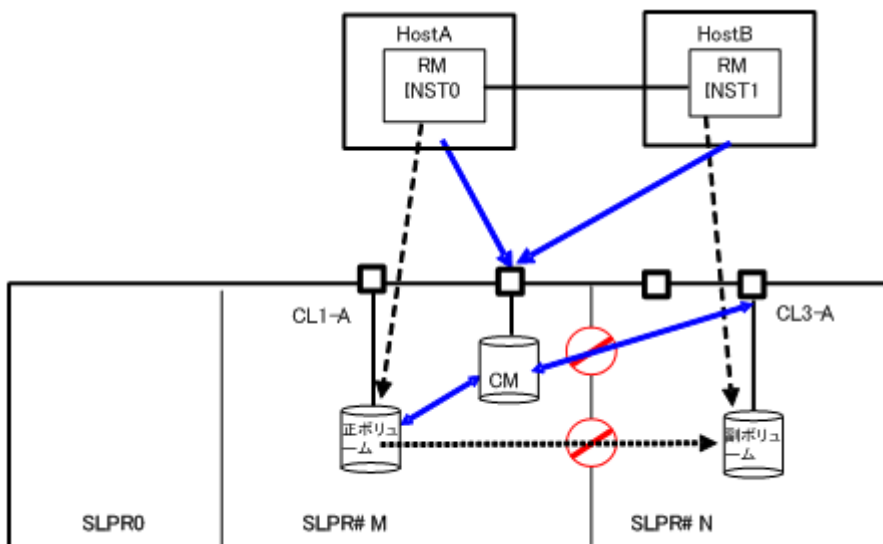 HostA
RM
INST0
HostB
RM
INST1
CL1-A
CL3-A
CM
正ボリュ
ーム
副ボリュ
ーム
SLPR0
SLPR# M
SLPR# N